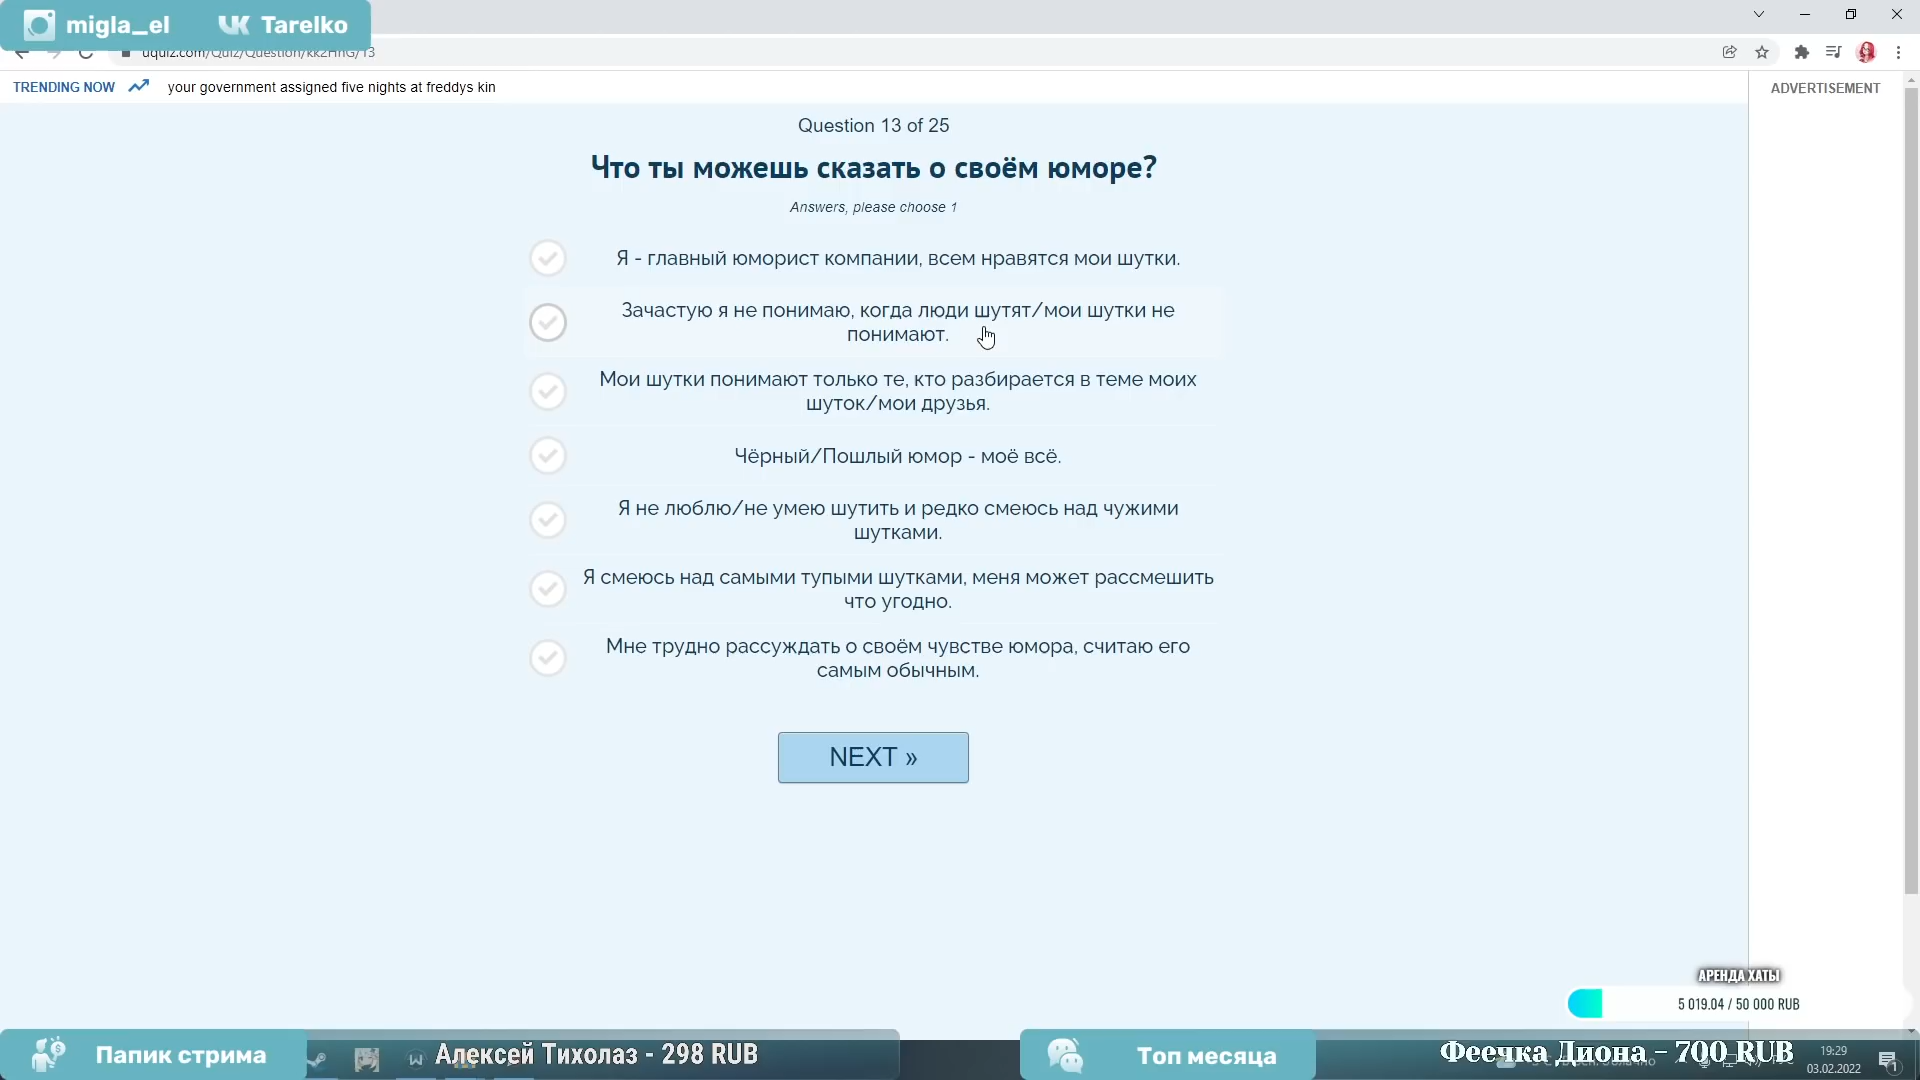 migla_el Tarelko
uquiz.com/Quiz/Question/kk2HnG/13
TRENDING NOW your government assigned five nights at freddys kin
ADVERTISEMENT
Question 13 of 25
Что ты можешь сказать о своём юморе?
Answers, please choose 1
Я - главный юморист компании, всем нравятся мои шутки.
Зачастую я не понимаю, когда люди шутят/мои шутки не
понимают.
Мои шутки понимают только те, кто разбирается в теме моих
шуток/мои друзья.
Чёрный/Пошлый юмор - моё всё.
Я не люблю/не умею шутить и редко смеюсь над чужими
шутками.
Я смеюсь над самыми тупыми шутками, меня может рассмешить
что угодно.
Мне трудно рассуждать о своём чувстве юмора, считаю его
самым обычным.
NEXT »
АРЕНДА ХАТЫ
5 019.04 / 50 000 RUB
Папик стрима
Алексей Тихолаз - 298 RUB
Топ месяца
Феечка Диона - 700 RUB
19:29
03.02.2022
1